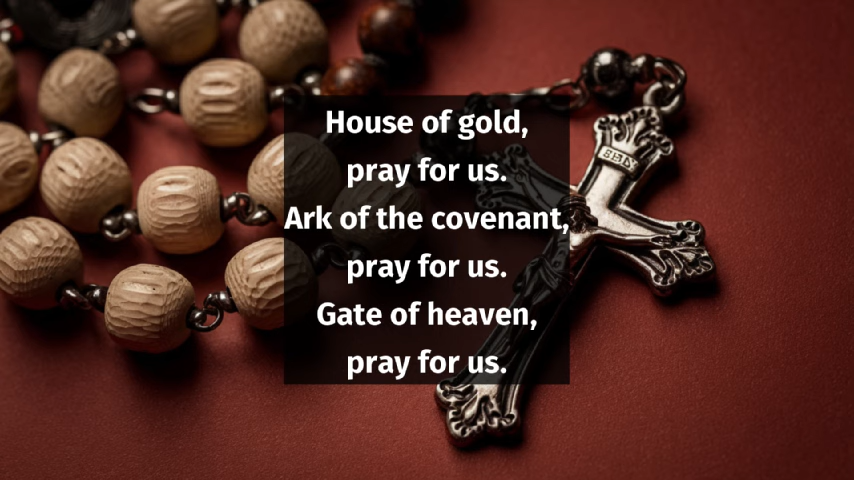 House of gold,
pray for us.
Ark of the covenant,
pray for us.
Gate of heaven,
pray for us.